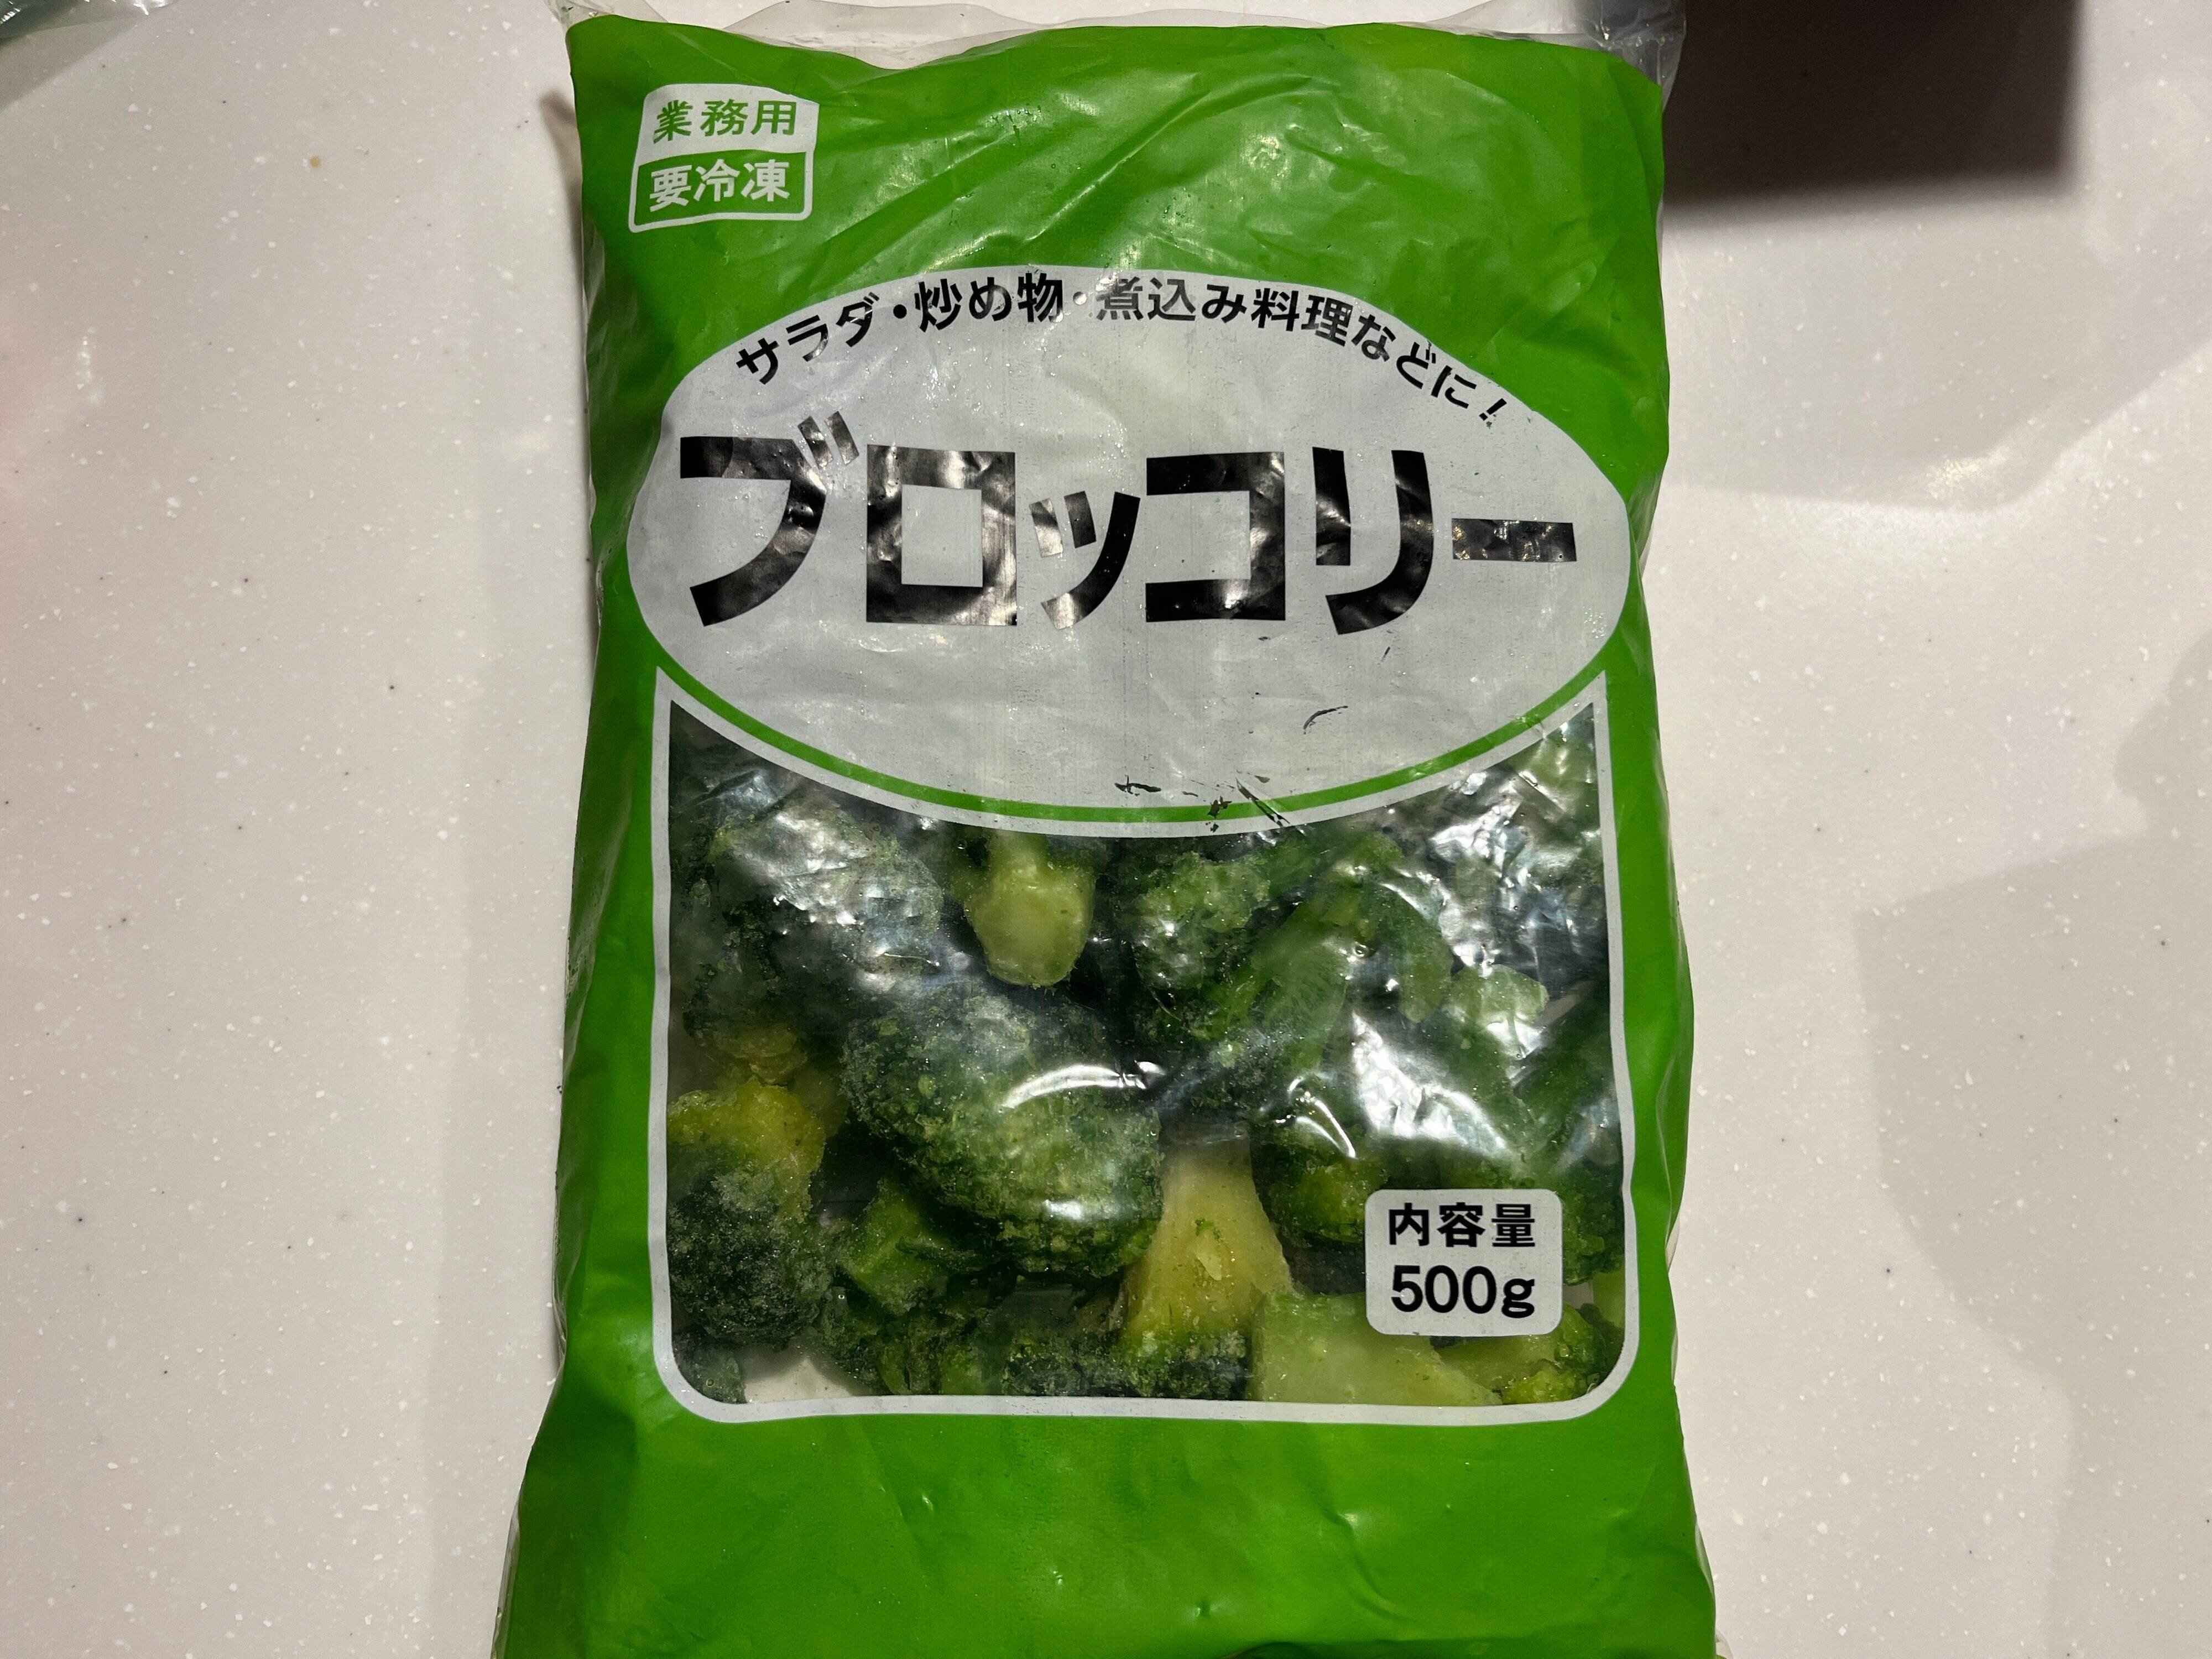 業務用
要冷凍
サラダ・炒め物・煮込み料理などに!
ブロッコリー
内容量
500g